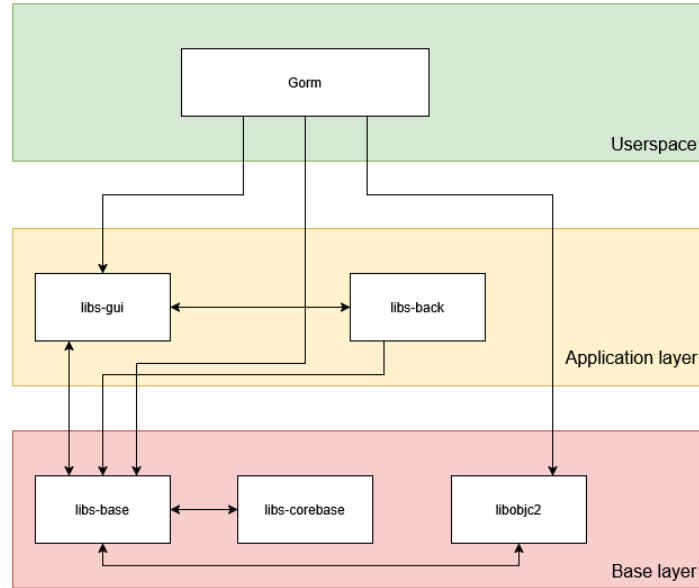 Gorm
Userspace
libs-gui
libs-back
Application layer
libs-base
libs-corebase
libobjc2
Base layer